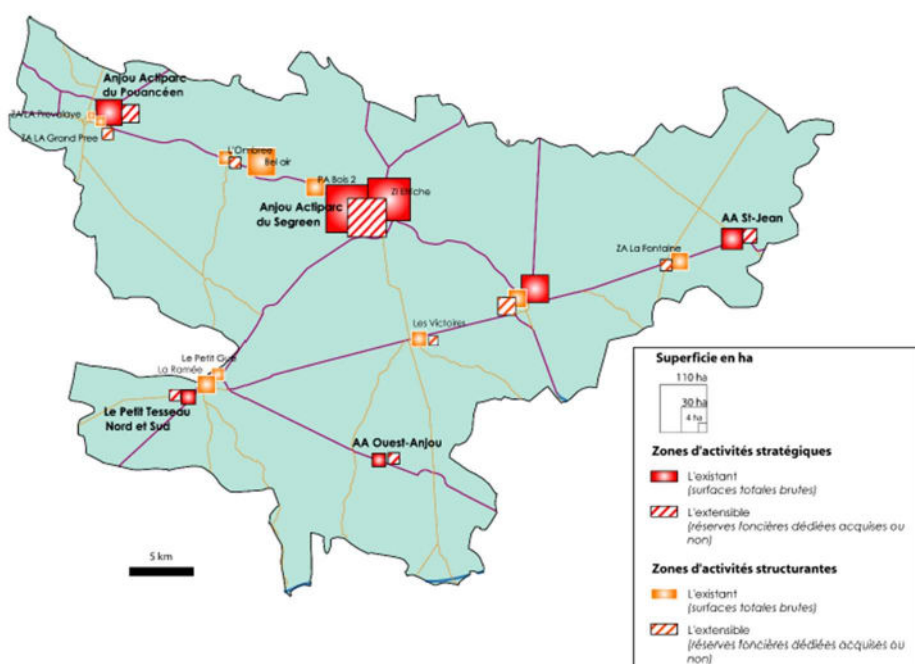 Anjou Actiparc
du Pouancéen
ZA LA Prevalaye
ZA LA Grand Pree
L'Ombree
Bel air
PA Bois 2
ZI Etriche
Anjou Actiparc
du Segreen
AA St-Jean
ZA La Fontaine
Les Victoires
Le Petit Gué
La Ramée
Le Petit Tesseau
Nord et Sud
AA Ouest-Anjou
5 km
Superficie en ha
110 ha
30 ha
4 ha
Zones d'activités stratégiques
L'existant
(surfaces totales brutes)
L'extensible
(réserves foncières dédiées acquises ou
non)
Zones d'activités structurantes
L'existant
(surfaces totales brutes)
L'extensible
(réserves foncières dédiées acquises ou
non)